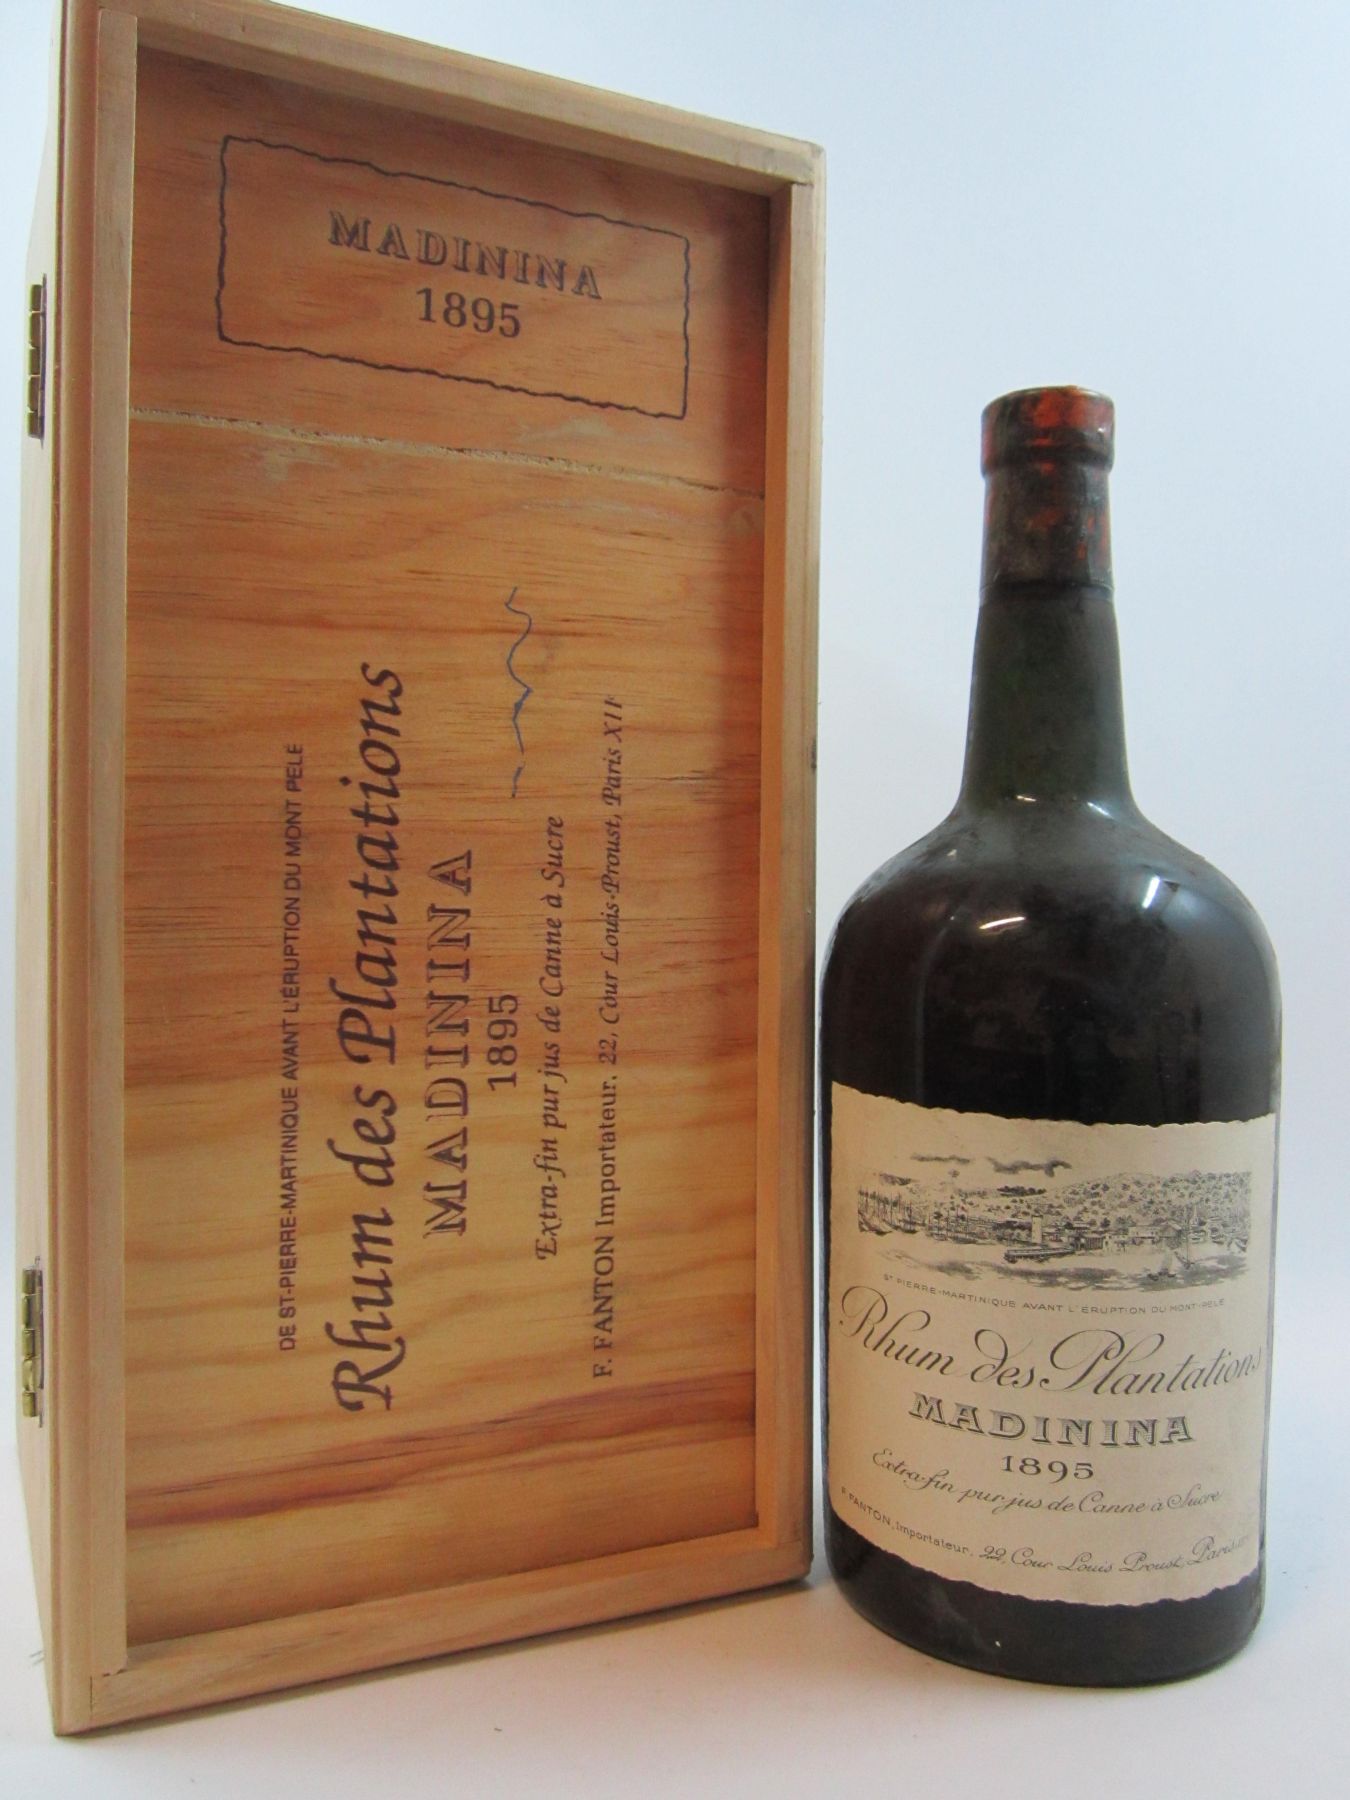 MADININA
1895
DE ST-PIERRE-MARTINIQUE AVANT L'ÉRUPTION DU MONT PELÉ
Rhum des Plantations
MADININA
1895
Extra-fin pur jus de Canne à Sucre
F. FANTON Importateur, 22, Cour Louis-Proust, Paris XIe
ST PIERRE-MARTINIQUE AVANT L'ÉRUPTION DU MONT-PELÉ
Rhum des Plantations
MADININA
1895
Extra-fin pur jus de Canne à Sucre
F. FANTON, Importateur, 22, Cour Louis Proust, Paris